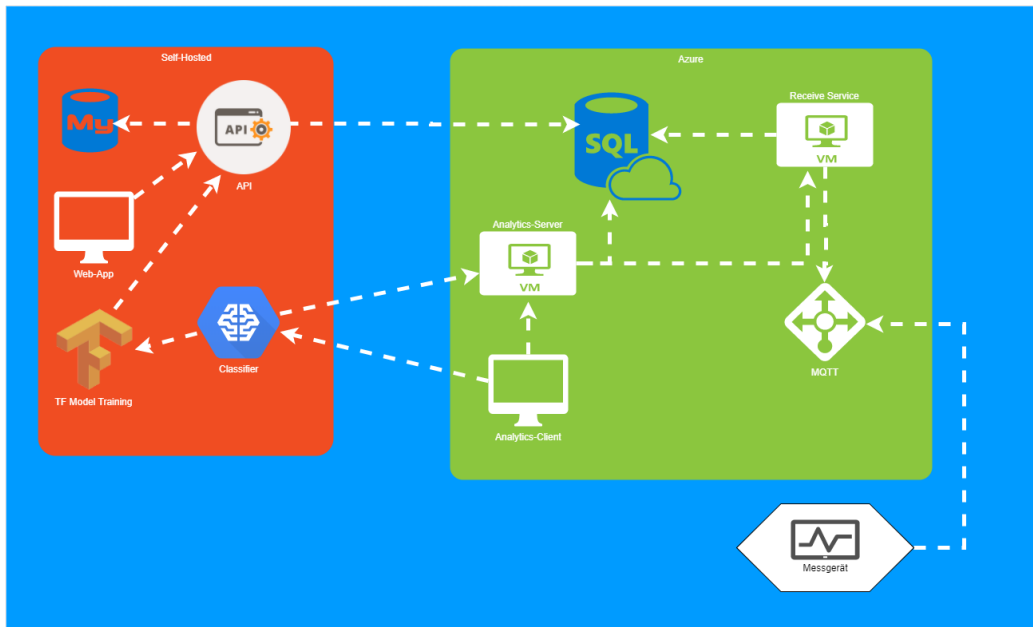 Self-Hosted
My
API
API
Web-App
TF Model Training
Classifier
Azure
SQL
Receive Service
VM
Analytics-Server
VM
Analytics-Client
MQTT
Messgerät